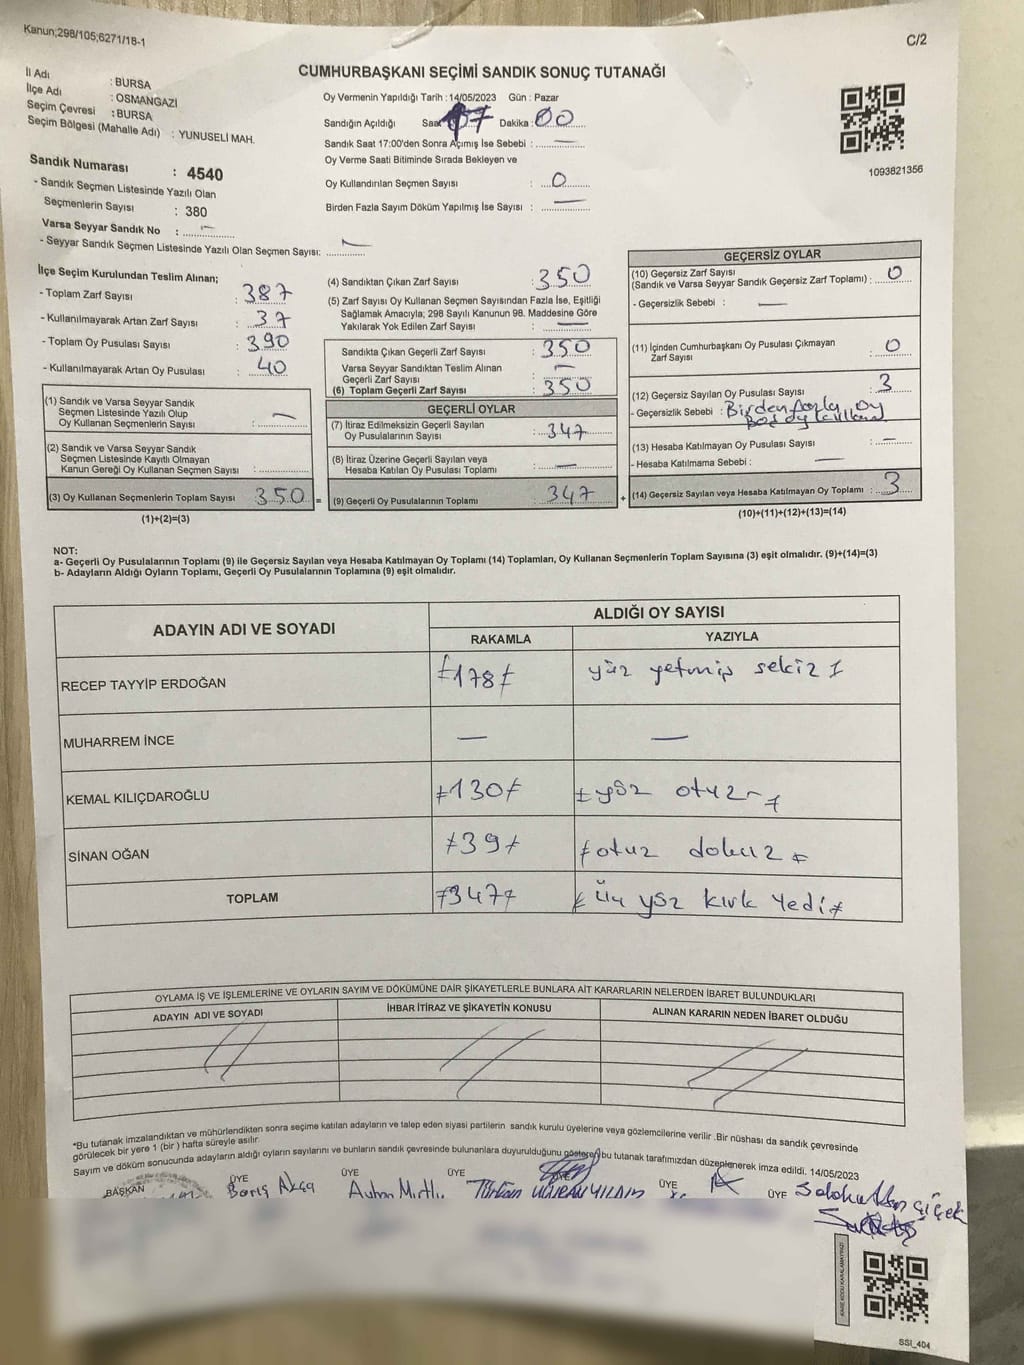 Kanun;298/105;6271/18-1
C/2
CUMHURBAŞKANI SEÇİMİ SANDIK SONUÇ TUTANAĞI
İl Adı : BURSA
İlçe Adı : OSMANGAZİ
Seçim Çevresi : BURSA
Seçim Bölgesi (Mahalle Adı) : YUNUSELİ MAH.
Sandık Numarası : 4540
- Sandık Seçmen Listesinde Yazılı Olan
Seçmenlerin Sayısı : 380
Varsa Seyyar Sandık No : –
- Seyyar Sandık Seçmen Listesinde Yazılı Olan Seçmen Sayısı: –
Oy Vermenin Yapıldığı Tarih : 14/05/2023 Gün : Pazar
Sandığın Açıldığı Saat 17 Dakika : 00
Sandık Saat 17:00'den Sonra Açımış İse Sebebi : —
Oy Verme Saati Bitiminde Sırada Bekleyen ve
Oy Kullandırılan Seçmen Sayısı : 0
Birden Fazla Sayım Döküm Yapılmış İse Sayısı : —
1093821356
İlçe Seçim Kurulundan Teslim Alınan;
- Toplam Zarf Sayısı : 387
- Kullanılmayarak Artan Zarf Sayısı : 37
- Toplam Oy Pusulası Sayısı : 390
- Kullanılmayarak Artan Oy Pusulası : 40
(1) Sandık ve Varsa Seyyar Sandık
Seçmen Listesinde Yazılı Olup
Oy Kullanan Seçmenlerin Sayısı : –
(2) Sandık ve Varsa Seyyar Sandık
Seçmen Listesinde Kayıtlı Olmayan
Kanun Gereği Oy Kullanan Seçmen Sayısı :
(3) Oy Kullanan Seçmenlerin Toplam Sayısı 350 =
(1)+(2)=(3)
(4) Sandıktan Çıkan Zarf Sayısı : 350
(5) Zarf Sayısı Oy Kullanan Seçmen Sayısından Fazla İse, Eşitliği
Sağlamak Amacıyla; 298 Sayılı Kanunun 98. Maddesine Göre
Yakılarak Yok Edilen Zarf Sayısı : —
Sandıkta Çıkan Geçerli Zarf Sayısı : 350
Varsa Seyyar Sandıktan Teslim Alınan
Geçerli Zarf Sayısı : –
(6) Toplam Geçerli Zarf Sayısı : 350
GEÇERLİ OYLAR
(7) İtiraz Edilmeksizin Geçerli Sayılan
Oy Pusulalarının Sayısı : 347
(8) İtiraz Üzerine Geçerli Sayılan veya
Hesaba Katılan Oy Pusulası Toplamı : —
(9) Geçerli Oy Pusulalarının Toplamı : 347 +
GEÇERSİZ OYLAR
(10) Geçersiz Zarf Sayısı
(Sandık ve Varsa Seyyar Sandık Geçersiz Zarf Toplamı) : 0
- Geçersizlik Sebebi : —
(11) İçinden Cumhurbaşkanı Oy Pusulası Çıkmayan
Zarf Sayısı : 0
(12) Geçersiz Sayılan Oy Pusulası Sayısı : 3
- Geçersizlik Sebebi : Birden fazla oy
Boş oy kullanı
(13) Hesaba Katılmayan Oy Pusulası Sayısı : –
- Hesaba Katılmama Sebebi : —
(14) Geçersiz Sayılan veya Hesaba Katılmayan Oy Toplamı : 3
(10)+(11)+(12)+(13)=(14)
NOT:
a- Geçerli Oy Pusulalarının Toplamı (9) ile Geçersiz Sayılan veya Hesaba Katılmayan Oy Toplamı (14) Toplamları, Oy Kullanan Seçmenlerin Toplam Sayısına (3) eşit olmalıdır. (9)+(14)=(3)
b- Adayların Aldığı Oyların Toplamı, Geçerli Oy Pusulalarının Toplamına (9) eşit olmalıdır.
ADAYIN ADI VE SOYADI
ALDIĞI OY SAYISI
RAKAMLA YAZIYLA
RECEP TAYYİP ERDOĞAN 178 yüz yetmiş sekiz
MUHARREM İNCE — —
KEMAL KILIÇDAROĞLU 130 yüz otuz
SİNAN OĞAN 39 otuz dokuz
TOPLAM 347 üç yüz kırk yedi
OYLAMA İŞ VE İŞLEMLERİNE VE OYLARIN SAYIM VE DÖKÜMÜNE DAİR ŞİKAYETLERLE BUNLARA AİT KARARLARIN NELERDEN İBARET BULUNDUKLARI
ADAYIN ADI VE SOYADI İHBAR İTİRAZ VE ŞİKAYETİN KONUSU ALINAN KARARIN NEDEN İBARET OLDUĞU
*Bu tutanak imzalandıktan ve mühürlendikten sonra seçime katılan adayların ve talep eden siyasi partilerin sandık kurulu üyelerine veya gözlemcilerine verilir .Bir nüshası da sandık çevresinde
görülecek bir yere 1 (bir ) hafta süreyle asılır.
Sayım ve döküm sonucunda adayların aldığı oyların sayılarını ve bunların sandık çevresinde bulunanlara duyurulduğunu gösteren bu tutanak tarafımızdan düzenlenerek imza edildi. 14/05/2023
BAŞKAN ÜYE ÜYE ÜYE ÜYE ÜYE
Barış Akça
Türkan
Çiçek
KARE KODU KARALAMAYINIZ!
SSİ_404